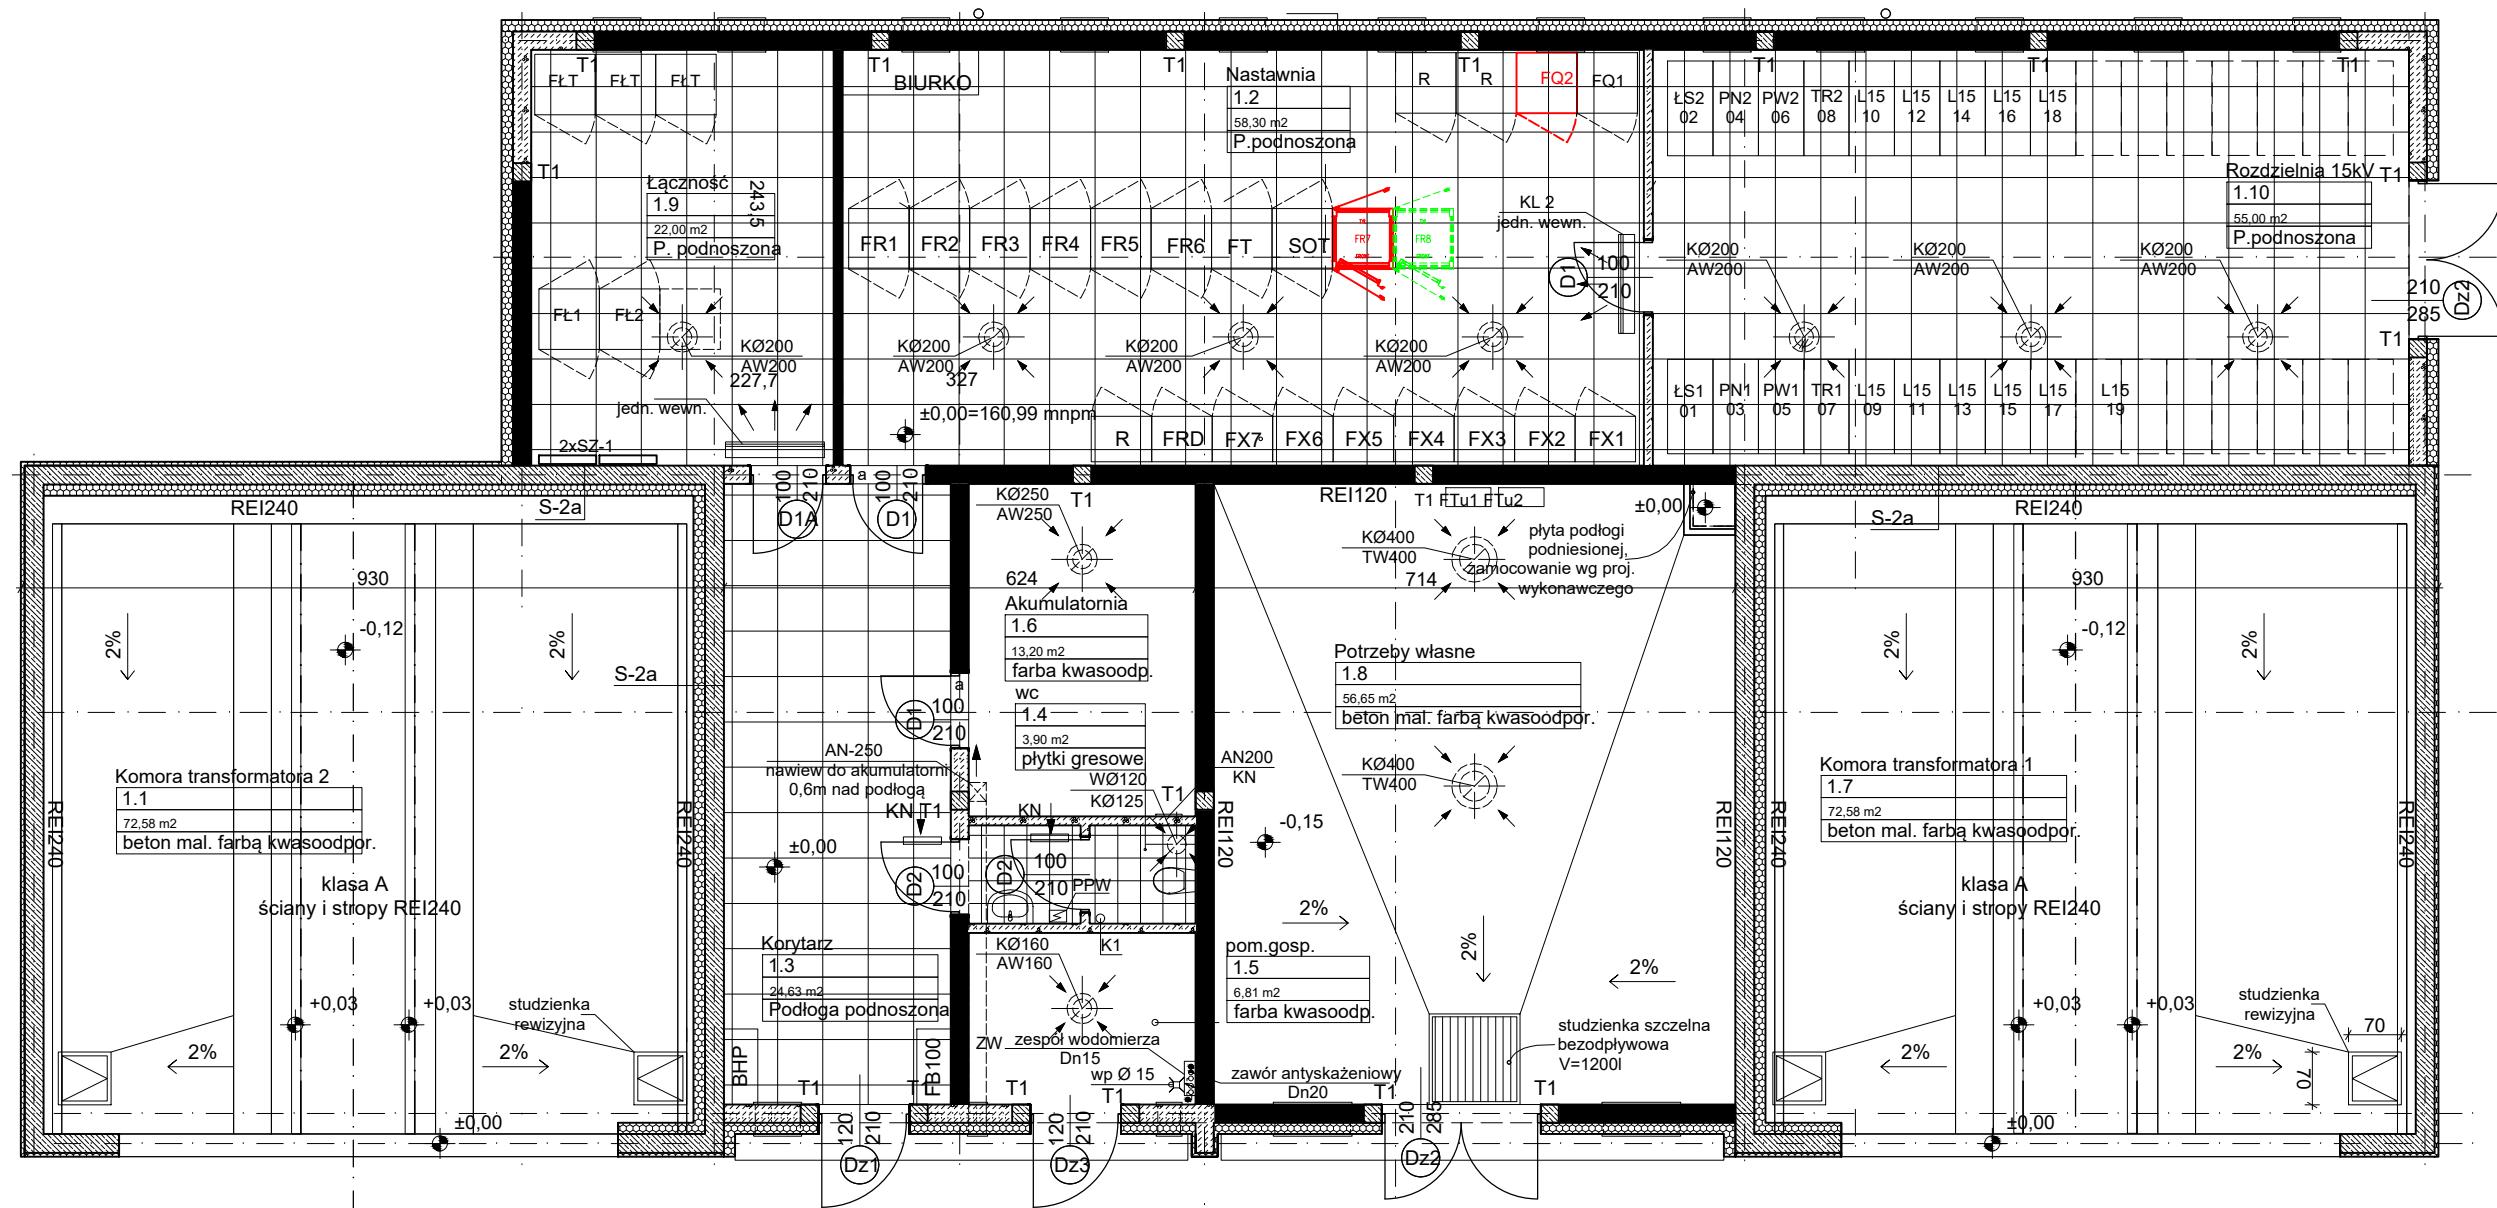 T1
T1
T1
T1
T1
T1
T1
FŁT
FŁT
FŁT
BIURKO
Nastawnia
1.2
58,30 m2
P.podnoszona
R
R
FQ2
FQ1
ŁS2
02
PN2
04
PW2
06
TR2
08
L15
10
L15
12
L15
14
L15
16
L15
18
T1
Łączność
1.9
22,00 m2
P. podnoszona
243,5
FR1
FR2
FR3
FR4
FR5
FR6
FT
SOT
FR7
FRONT
FR8
FRONT
KL 2
jedn. wewn.
D1
100
210
Rozdzielnia 15kV
1.10
55,00 m2
P.podnoszona
T1
KØ200
AW200
KØ200
AW200
KØ200
AW200
210
285
Dz2
T1
FŁ1
FŁ2
KØ200
AW200
227,7
KØ200
AW200
327
KØ200
AW200
KØ200
AW200
jedn. wewn.
±0,00=160,99 mnpm
2xSZ-1
R
FRD
FX7
FX6
FX5
FX4
FX3
FX2
FX1
ŁS1
01
PN1
03
PW1
05
TR1
07
L15
09
L15
11
L15
13
L15
15
L15
17
L15
19
REI240
S-2a
100
210
D1A
a
100
210
D1
KØ250
AW250
T1
REI120
T1 FTu1 FTu2
±0,00
S-2a
REI240
KØ400
TW400
płyta podłogi
podniesionej,
zamocowanie wg proj.
wykonawczego
930
624
714
930
2%
-0,12
2%
S-2a
Akumulatornia
1.6
13,20 m2
farba kwasoodp.
2%
-0,12
2%
Potrzeby własne
1.8
56,65 m2
beton mal. farbą kwasoodpor.
a
100
210
D1
wc
1.4
3,90 m2
płytki gresowe
AN-250
nawiew do akumulatorni
0,6m nad podłogą
WØ120
KØ125
T1
AN200
KN
KØ400
TW400
Komora transformatora 2
1.1
72,58 m2
beton mal. farbą kwasoodpor.
REI240
REI240
KN
T1
KN
REI120
-0,15
REI120
REI240
Komora transformatora 1
1.7
72,58 m2
beton mal. farbą kwasoodpor.
REI240
±0,00
100
210
D2
100
210
D2
PPW
klasa A
ściany i stropy REI240
klasa A
ściany i stropy REI240
2%
2%
2%
Korytarz
1.3
24,63 m2
Podłoga podnoszona
KØ160
AW160
K1
pom.gosp.
1.5
6,81 m2
farba kwasoodp.
+0,03
+0,03
studzienka
rewizyjna
2%
2%
BHP
FB100
ZW
zespół wodomierza
Dn15
wp Ø 15
zawór antyskażeniowy
Dn20
studzienka szczelna
bezodpływowa
V=1200l
+0,03
+0,03
studzienka
rewizyjna
70
70
2%
2%
T1
T1
T1
T1
T1
T1
±0,00
120
210
Dz1
120
210
Dz3
210
285
Dz2
±0,00